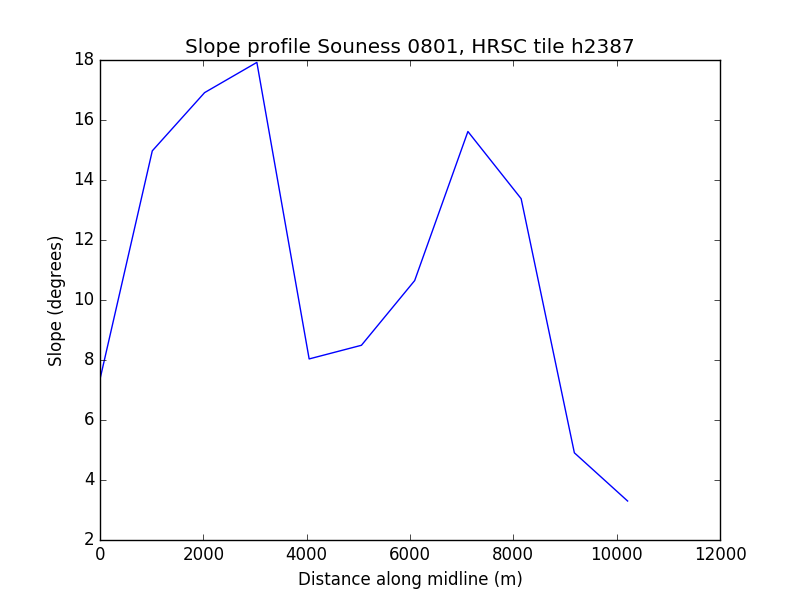 Slope profile Souness 0801, HRSC tile h2387
18
16
14
12
10
8
6
4
2
Slope (degrees)
0 2000 4000 6000 8000 10000 12000
Distance along midline (m)